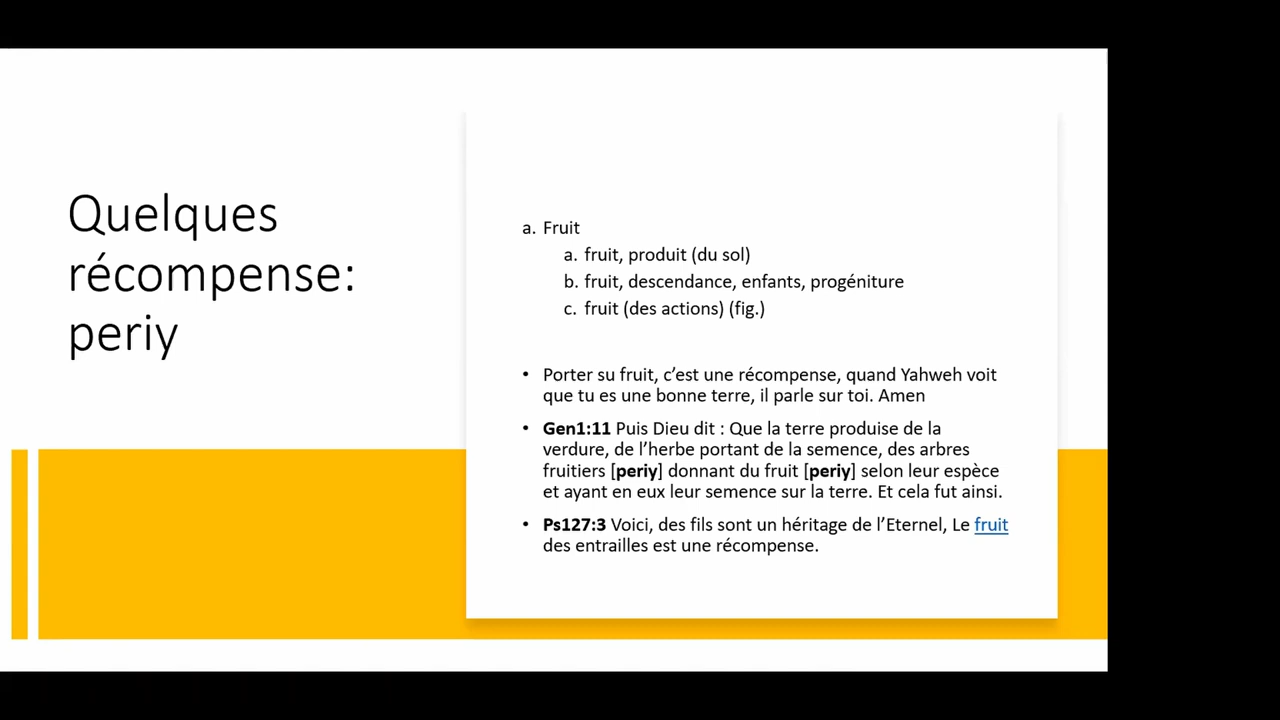 Quelques
récompense:
periy
a. Fruit
a. fruit, produit (du sol)
b. fruit, descendance, enfants, progéniture
c. fruit (des actions) (fig.)
• Porter su fruit, c’est une récompense, quand Yahweh voit
que tu es une bonne terre, il parle sur toi. Amen
• Gen1:11 Puis Dieu dit : Que la terre produise de la
verdure, de l’herbe portant de la semence, des arbres
fruitiers [periy] donnant du fruit [periy] selon leur espèce
et ayant en eux leur semence sur la terre. Et cela fut ainsi.
• Ps127:3 Voici, des fils sont un héritage de l’Eternel, Le fruit
des entrailles est une récompense.